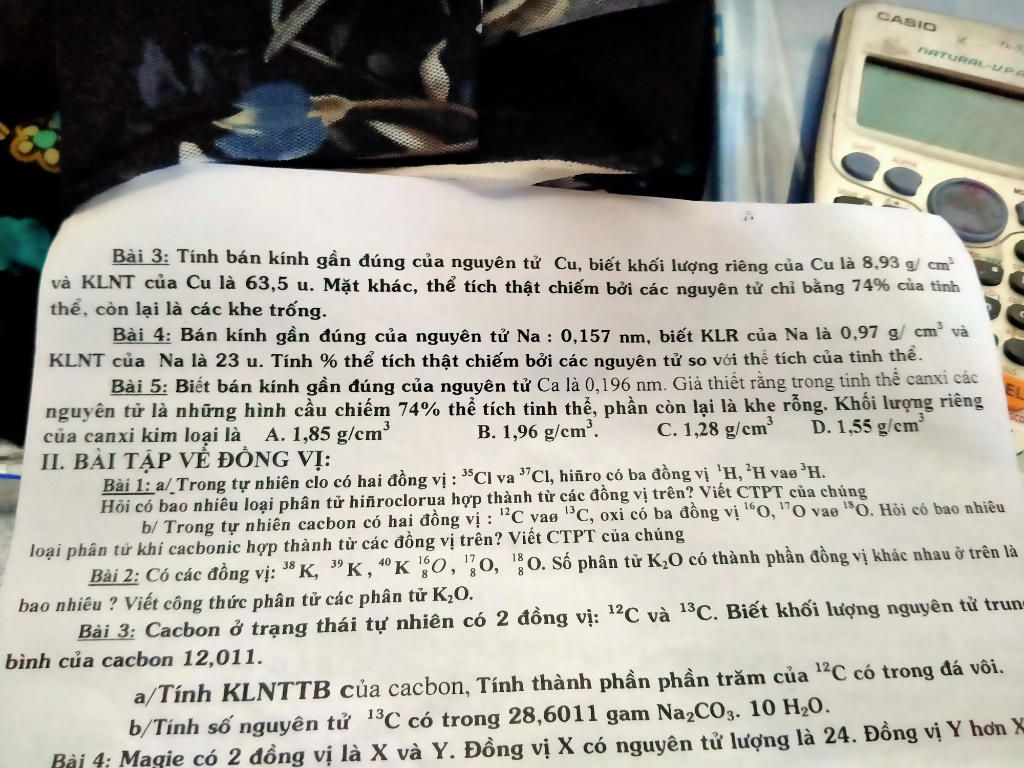 CASIO
NATURAL-V.P.A
SHIFT
ALPHA
Bài 3: Tính bán kính gần đúng của nguyên tử Cu, biết khối lượng riêng của Cu là 8,93 g/ cm³
và KLNT của Cu là 63,5 u. Mặt khác, thể tích thật chiếm bởi các nguyên tử chỉ bằng 74% của tinh
thể, còn lại là các khe trống.
Bài 4: Bán kính gần đúng của nguyên tử Na : 0,157 nm, biết KLR của Na là 0,97 g/ cm³ và
KLNT của Na là 23 u. Tính % thể tích thật chiếm bởi các nguyên tử so với thể tích của tinh thể.
Bài 5: Biết bán kính gần đúng của nguyên tử Ca là 0,196 nm. Giả thiết rằng trong tinh thể canxi các
nguyên tử là những hình cầu chiếm 74% thể tích tinh thể, phần còn lại là khe rỗng. Khối lượng riêng
của canxi kim loại là A. 1,85 g/cm³ B. 1,96 g/cm³. C. 1,28 g/cm³ D. 1,55 g/cm³
II. BÀI TẬP VỀ ĐỒNG VỊ:
Bài 1: a/ Trong tự nhiên clo có hai đồng vị : ³⁵Cl va ³⁷Cl, hiñro có ba đồng vị ¹H, ²H vaø ³H.
Hỏi có bao nhiêu loại phân tử hiñroclorua hợp thành từ các đồng vị trên? Viết CTPT của chúng
b/ Trong tự nhiên cacbon có hai đồng vị : ¹²C vaø ¹³C, oxi có ba đồng vị ¹⁶O, ¹⁷O vaø ¹⁸O. Hỏi có bao nhiêu
loại phân tử khí cacbonic hợp thành từ các đồng vị trên? Viết CTPT của chúng
Bài 2: Có các đồng vị: ³⁸K, ³⁹K , ⁴⁰K ¹⁶₈O , ¹⁷₈O, ¹⁸₈O. Số phân tử K₂O có thành phần đồng vị khác nhau ở trên là
bao nhiêu ? Viết công thức phân tử các phân tử K₂O.
Bài 3: Cacbon ở trạng thái tự nhiên có 2 đồng vị: ¹²C và ¹³C. Biết khối lượng nguyên tử trung
bình của cacbon 12,011.
a/Tính KLNTTB của cacbon, Tính thành phần phần trăm của ¹²C có trong đá vôi.
b/Tính số nguyên tử ¹³C có trong 28,6011 gam Na₂CO₃. 10 H₂O.
Bài 4: Magie có 2 đồng vị là X và Y. Đồng vị X có nguyên tử lượng là 24. Đồng vị Y hơn X